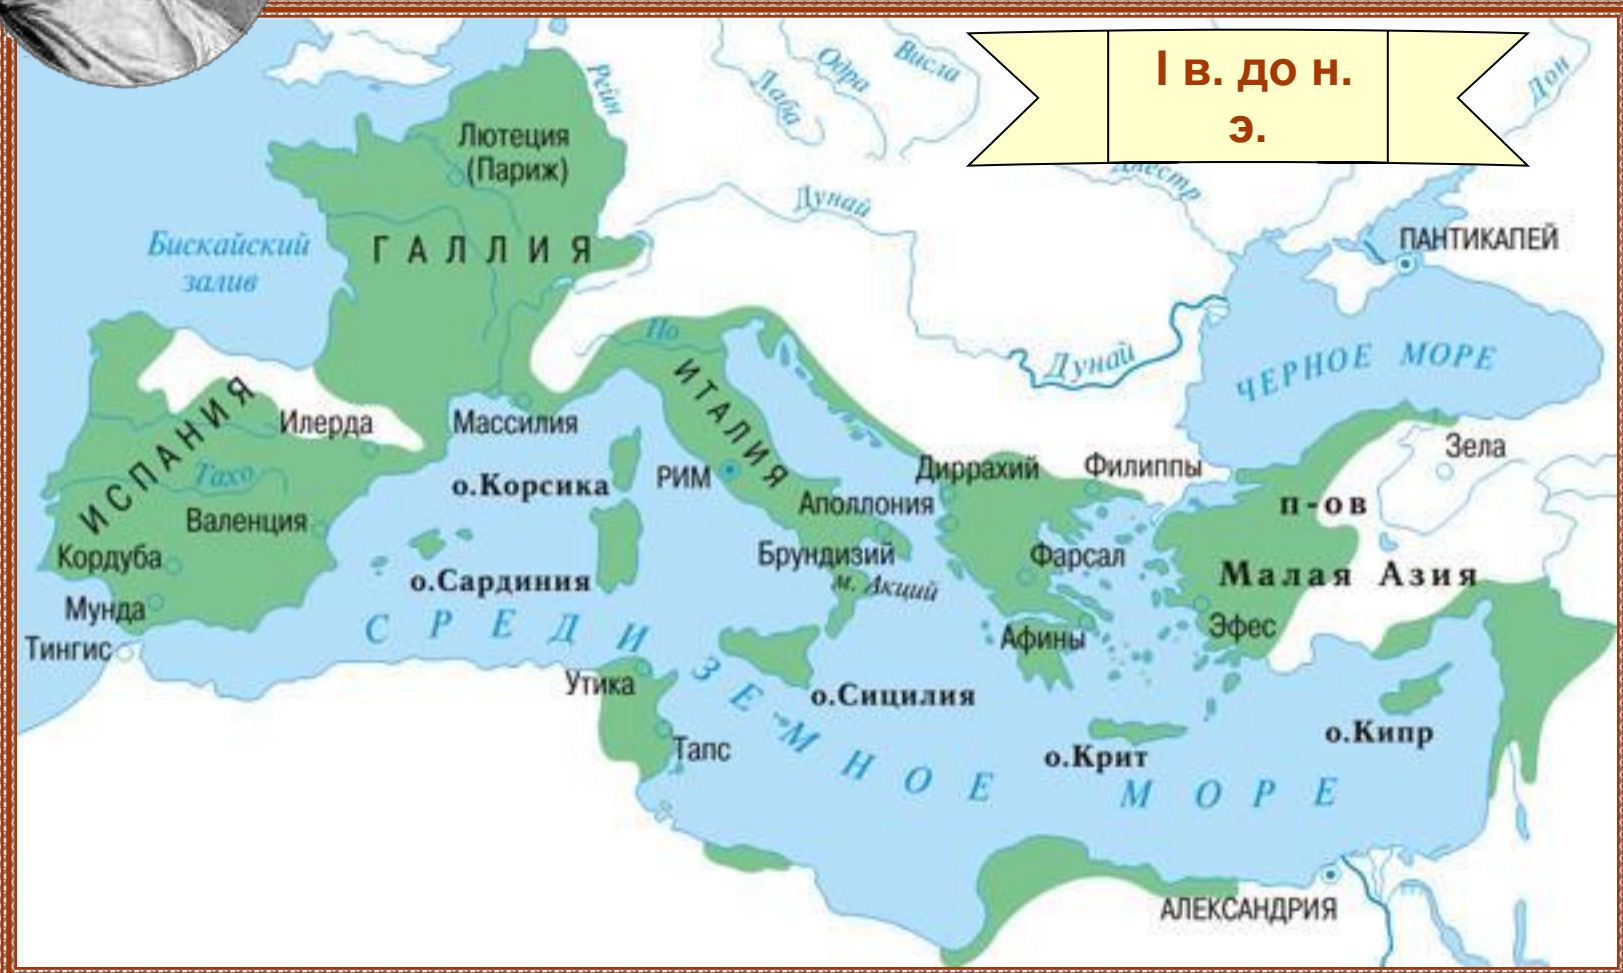 I в. до н.
э.
Рейн
Лаба
Одра
Висла
Дон
Лютеция
(Париж)
Днестр
Дунай
Бискайский
залив
ГАЛЛИЯ
ПАНТИКАПЕЙ
По
Дунай
ЧЕРНОЕ МОРЕ
ИСПАНИЯ
ИТАЛИЯ
Илерда
Массилия
Зела
Тахо
о.Корсика
РИМ
Диррахий
Филиппы
Аполлония
п-ов
Малая Азия
Валенция
Кордуба
Брундизий
Фарсал
о.Сардиния
м. Акций
Мунда
Тингис
Афины
Эфес
СРЕДИЗЕМНОЕ МОРЕ
Утика
о.Сицилия
Тапс
о.Крит
о.Кипр
АЛЕКСАНДРИЯ